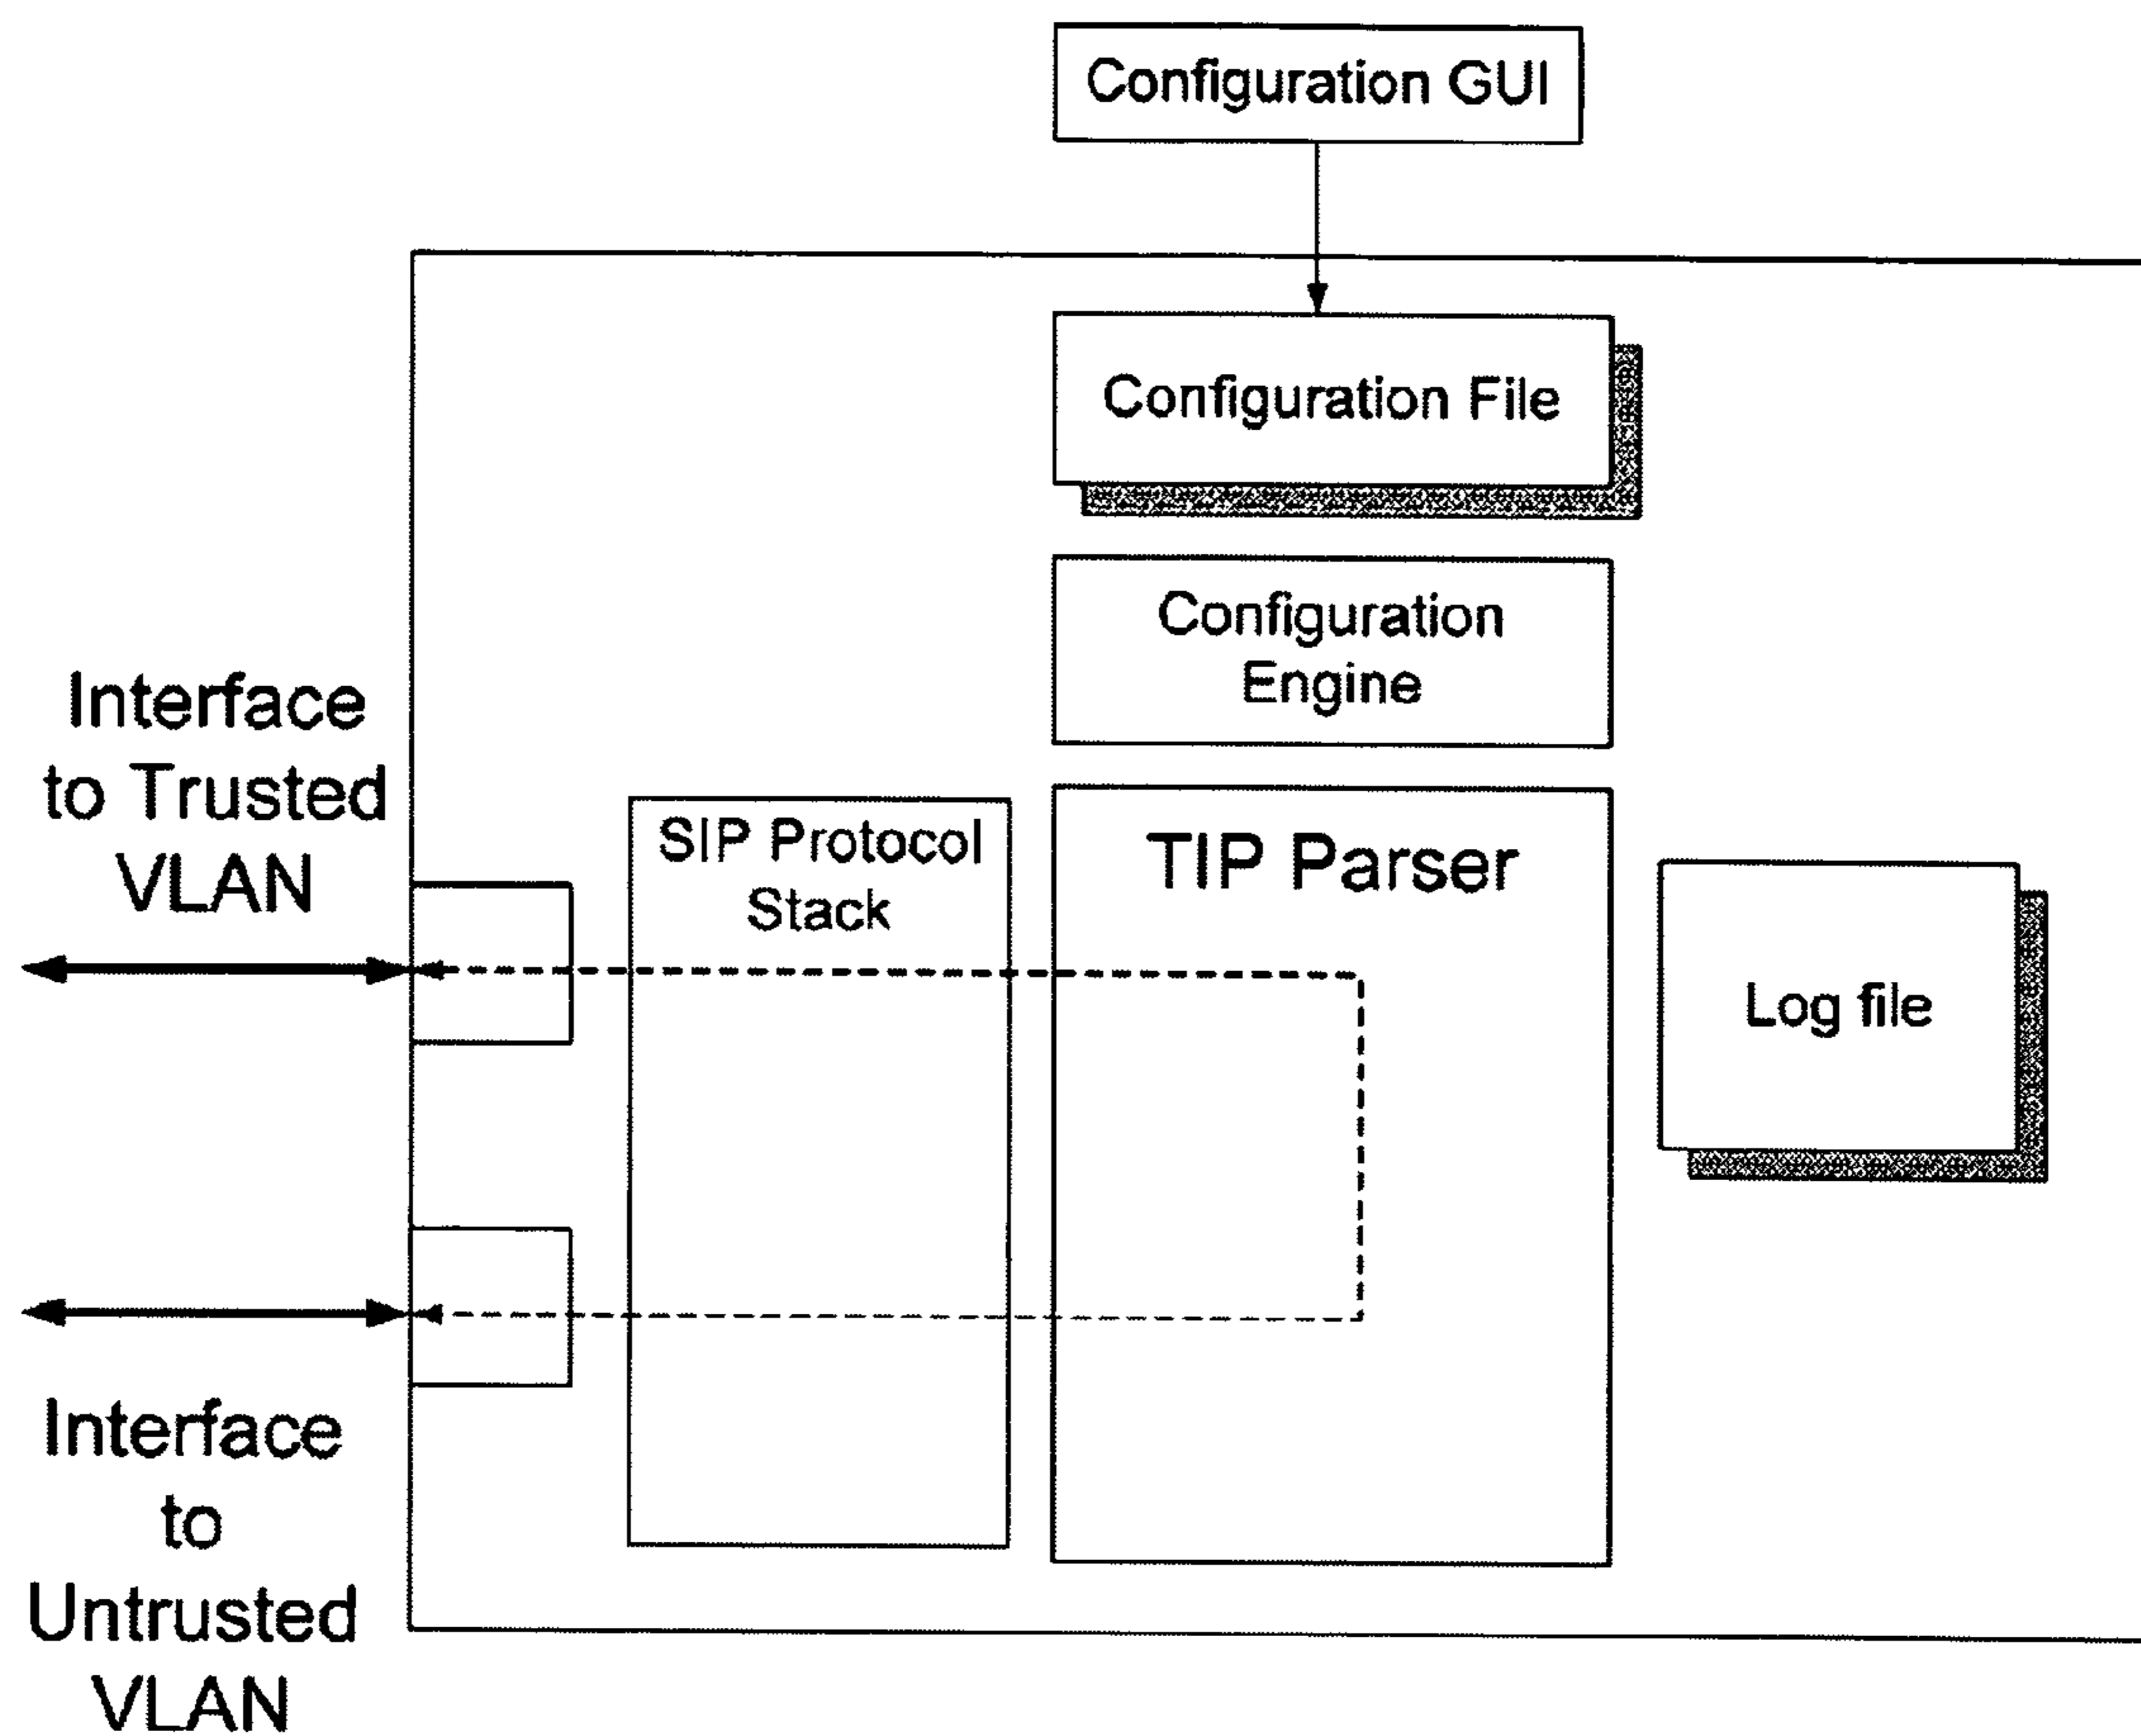 Configuration GUI
Configuration File
Configuration
Engine
Interface
to Trusted
VLAN
SIP Protocol
Stack
TIP Parser
Log file
Interface
to
Untrusted
VLAN